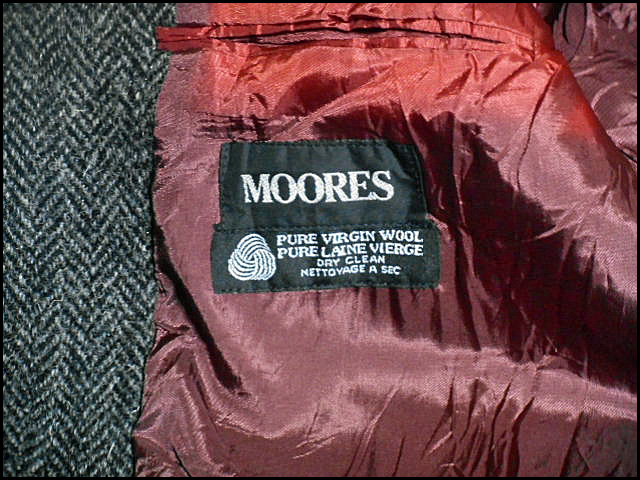 MOORES
PURE VIRGIN WOOL
PURE LAINE VIERGE
DRY CLEAN
NETTOYAGE A SEC